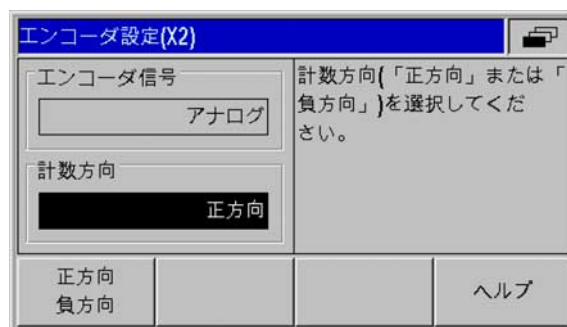 エンコーダ設定(X2)
エンコーダ信号
アナログ
計数方向
正方向
計数方向(「正方向」または「
負方向」)を選択してくだ
さい。
正方向
負方向
ヘルプ